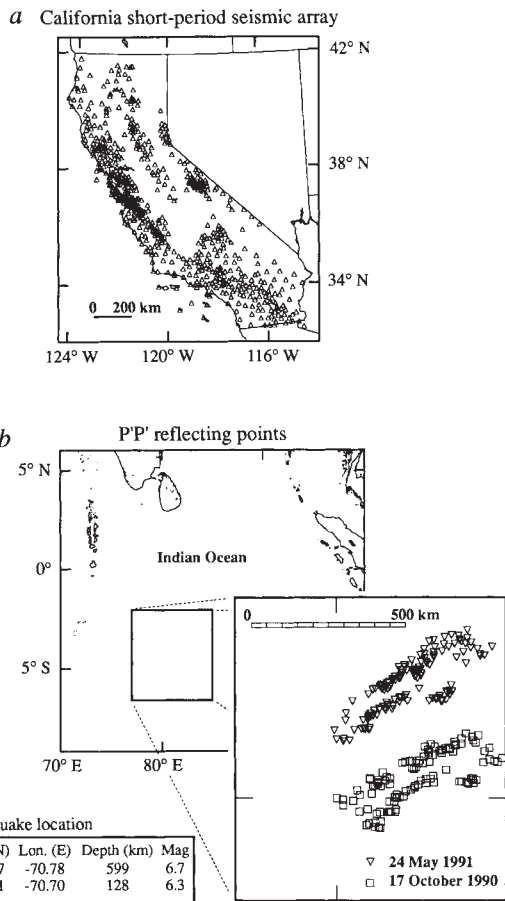 a California short-period seismic array
42° N
38° N
34° N
0 200 km
124° W 120° W 116° W
b P'P' reflecting points
5° N
Indian Ocean
0°
0 500 km
5° S
70° E 80° E
24 May 1991
17 October 1990
uake location
N) Lon. (E) Depth (km) Mag
7 -70.78 599 6.7
-70.70 128 6.3